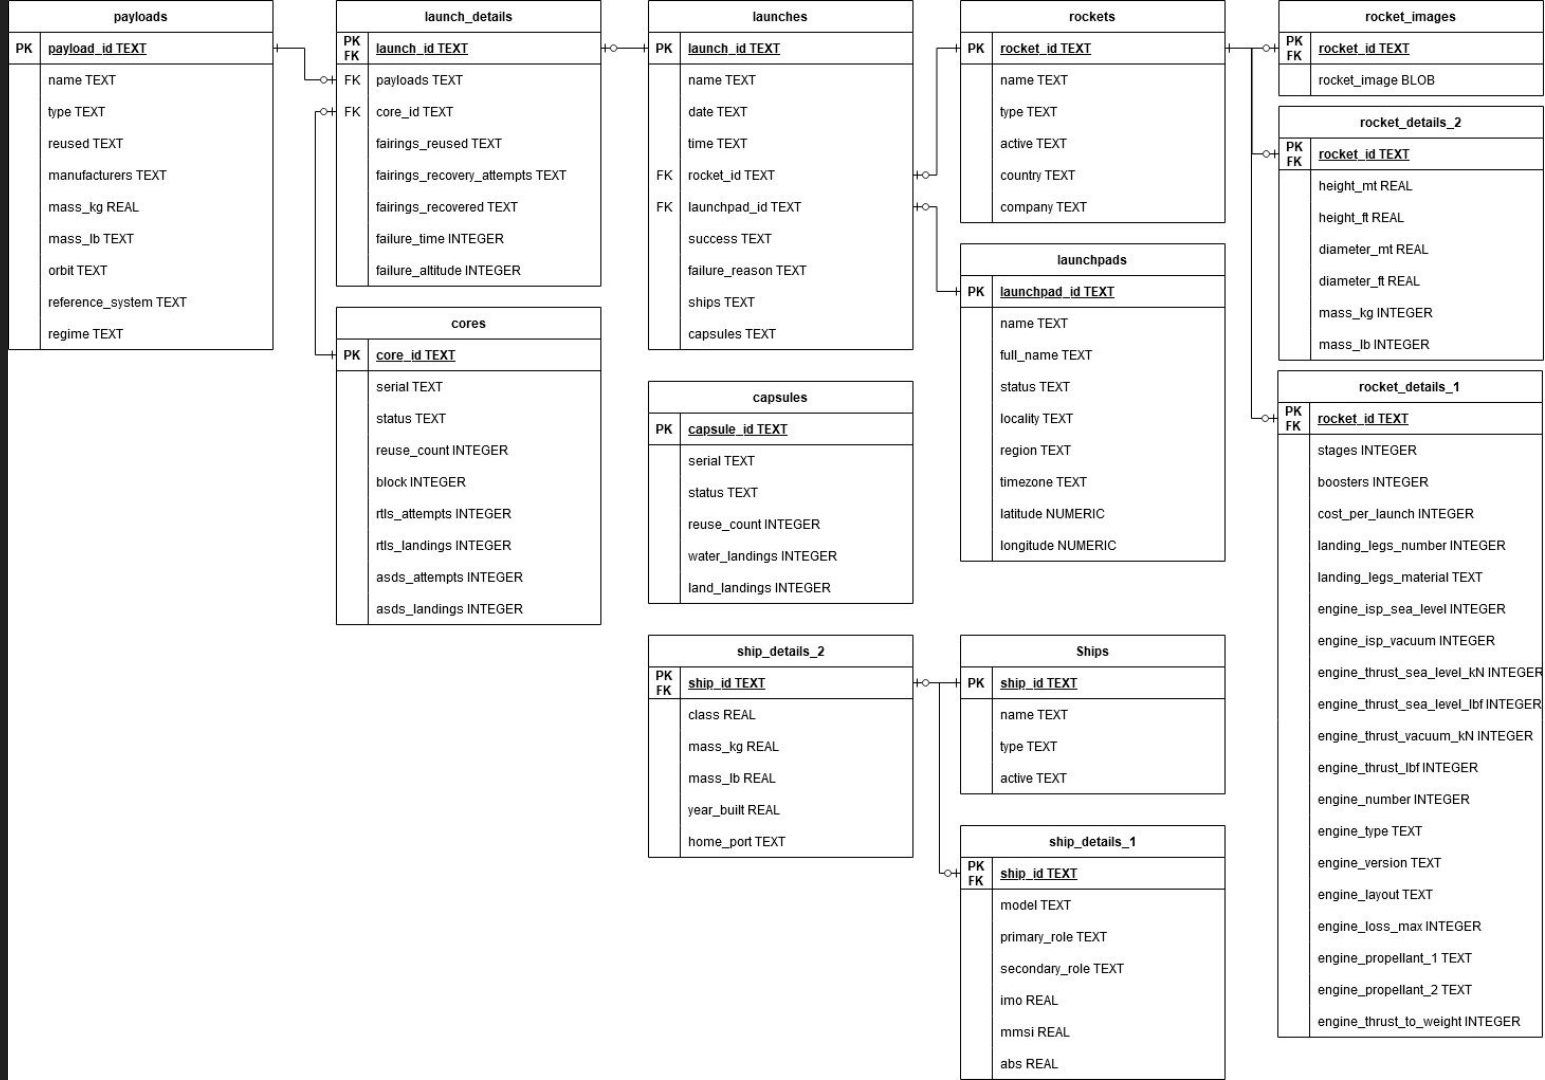 payloads
PK payload_id TEXT
name TEXT
type TEXT
reused TEXT
manufacturers TEXT
mass_kg REAL
mass_lb TEXT
orbit TEXT
reference_system TEXT
regime TEXT
launch_details
PK
FK
launch_id TEXT
FK payloads TEXT
FK core_id TEXT
fairings_reused TEXT
fairings_recovery_attempts TEXT
fairings_recovered TEXT
failure_time INTEGER
failure_altitude INTEGER
cores
PK core_id TEXT
serial TEXT
status TEXT
reuse_count INTEGER
block INTEGER
rtls_attempts INTEGER
rtls_landings INTEGER
asds_attempts INTEGER
asds_landings INTEGER
launches
PK launch_id TEXT
name TEXT
date TEXT
time TEXT
FK rocket_id TEXT
FK launchpad_id TEXT
success TEXT
failure_reason TEXT
ships TEXT
capsules TEXT
capsules
PK capsule_id TEXT
serial TEXT
status TEXT
reuse_count INTEGER
water_landings INTEGER
land_landings INTEGER
ship_details_2
PK
FK
ship_id TEXT
class REAL
mass_kg REAL
mass_lb REAL
year_built REAL
home_port TEXT
rockets
PK rocket_id TEXT
name TEXT
type TEXT
active TEXT
country TEXT
company TEXT
launchpads
PK launchpad_id TEXT
name TEXT
full_name TEXT
status TEXT
locality TEXT
region TEXT
timezone TEXT
latitude NUMERIC
longitude NUMERIC
Ships
PK ship_id TEXT
name TEXT
type TEXT
active TEXT
ship_details_1
PK
FK
ship_id TEXT
model TEXT
primary_role TEXT
secondary_role TEXT
imo REAL
mmsi REAL
abs REAL
rocket_images
PK
FK
rocket_id TEXT
rocket_image BLOB
rocket_details_2
PK
FK
rocket_id TEXT
height_mt REAL
height_ft REAL
diameter_mt REAL
diameter_ft REAL
mass_kg INTEGER
mass_lb INTEGER
rocket_details_1
PK
FK
rocket_id TEXT
stages INTEGER
boosters INTEGER
cost_per_launch INTEGER
landing_legs_number INTEGER
landing_legs_material TEXT
engine_isp_sea_level INTEGER
engine_isp_vacuum INTEGER
engine_thrust_sea_level_kN INTEGER
engine_thrust_sea_level_lbf INTEGER
engine_thrust_vacuum_kN INTEGER
engine_thrust_lbf INTEGER
engine_number INTEGER
engine_type TEXT
engine_version TEXT
engine_layout TEXT
engine_loss_max INTEGER
engine_propellant_1 TEXT
engine_propellant_2 TEXT
engine_thrust_to_weight INTEGER